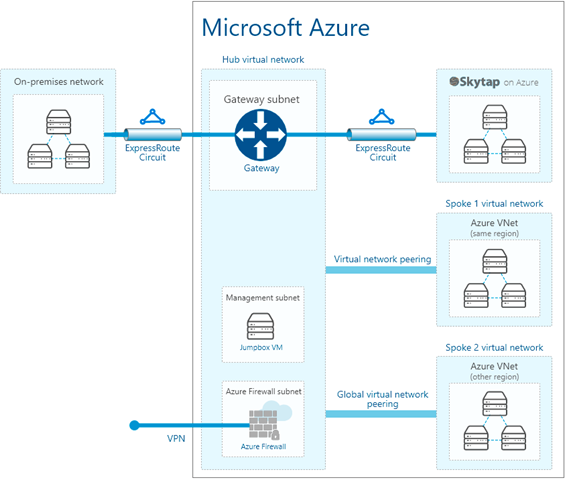 Microsoft Azure
Hub virtual network
On-premises network
Gateway subnet
Skytap on Azure
ExpressRoute
Circuit
Gateway
ExpressRoute
Circuit
Spoke 1 virtual network
Azure VNet
(same region)
Virtual network peering
Management subnet
Jumpbox VM
Spoke 2 virtual network
Azure VNet
(other region)
Azure Firewall subnet
Global virtual network
peering
VPN
Azure Firewall